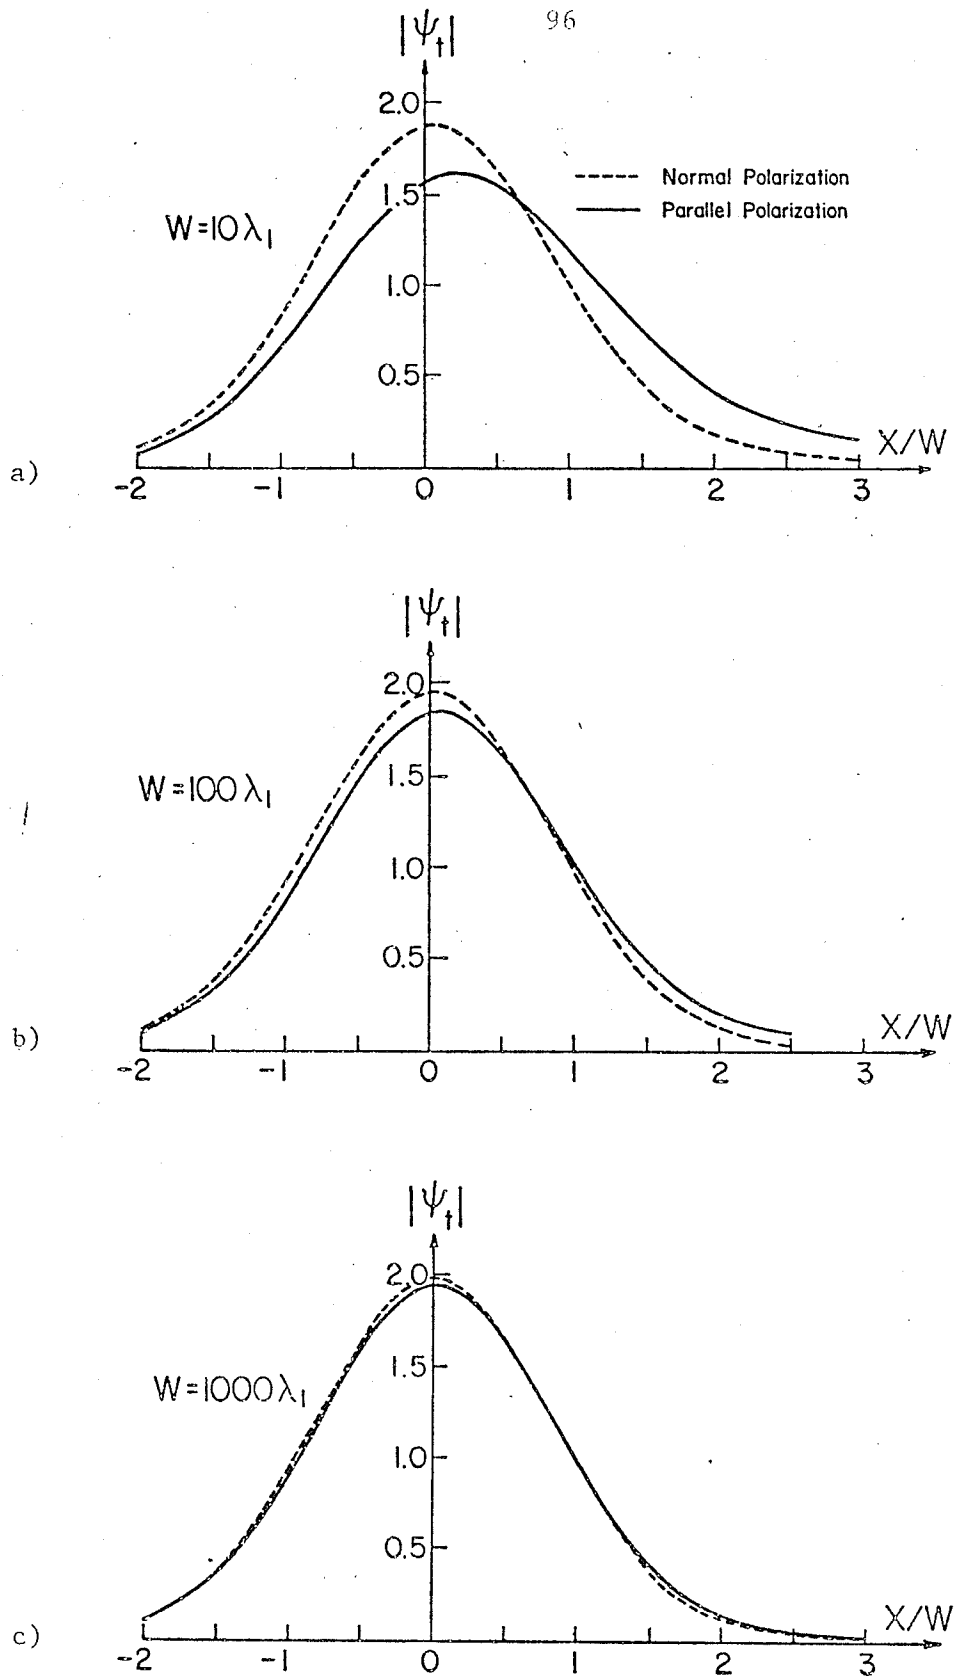 96
|ψt|
2.0
1.5
1.0
0.5
W=10λ1
Normal Polarization
Parallel Polarization
X/W
a)
-2 -1 0 1 2 3
|ψt|
2.0
1.5
1.0
0.5
W=100λ1
X/W
b)
-2 -1 0 1 2 3
|ψt|
2.0
1.5
1.0
0.5
W=1000λ1
X/W
c)
-2 -1 0 1 2 3